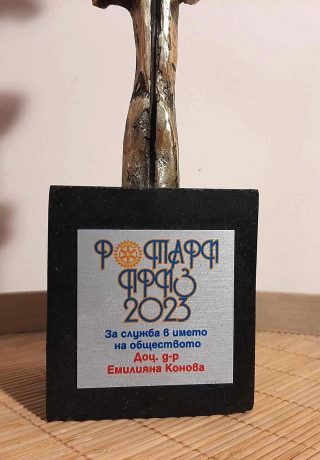 РОТАРИ
ПРИЗ
2023
За служба в името
на обществото
Доц. д-р
Емилияна Конова